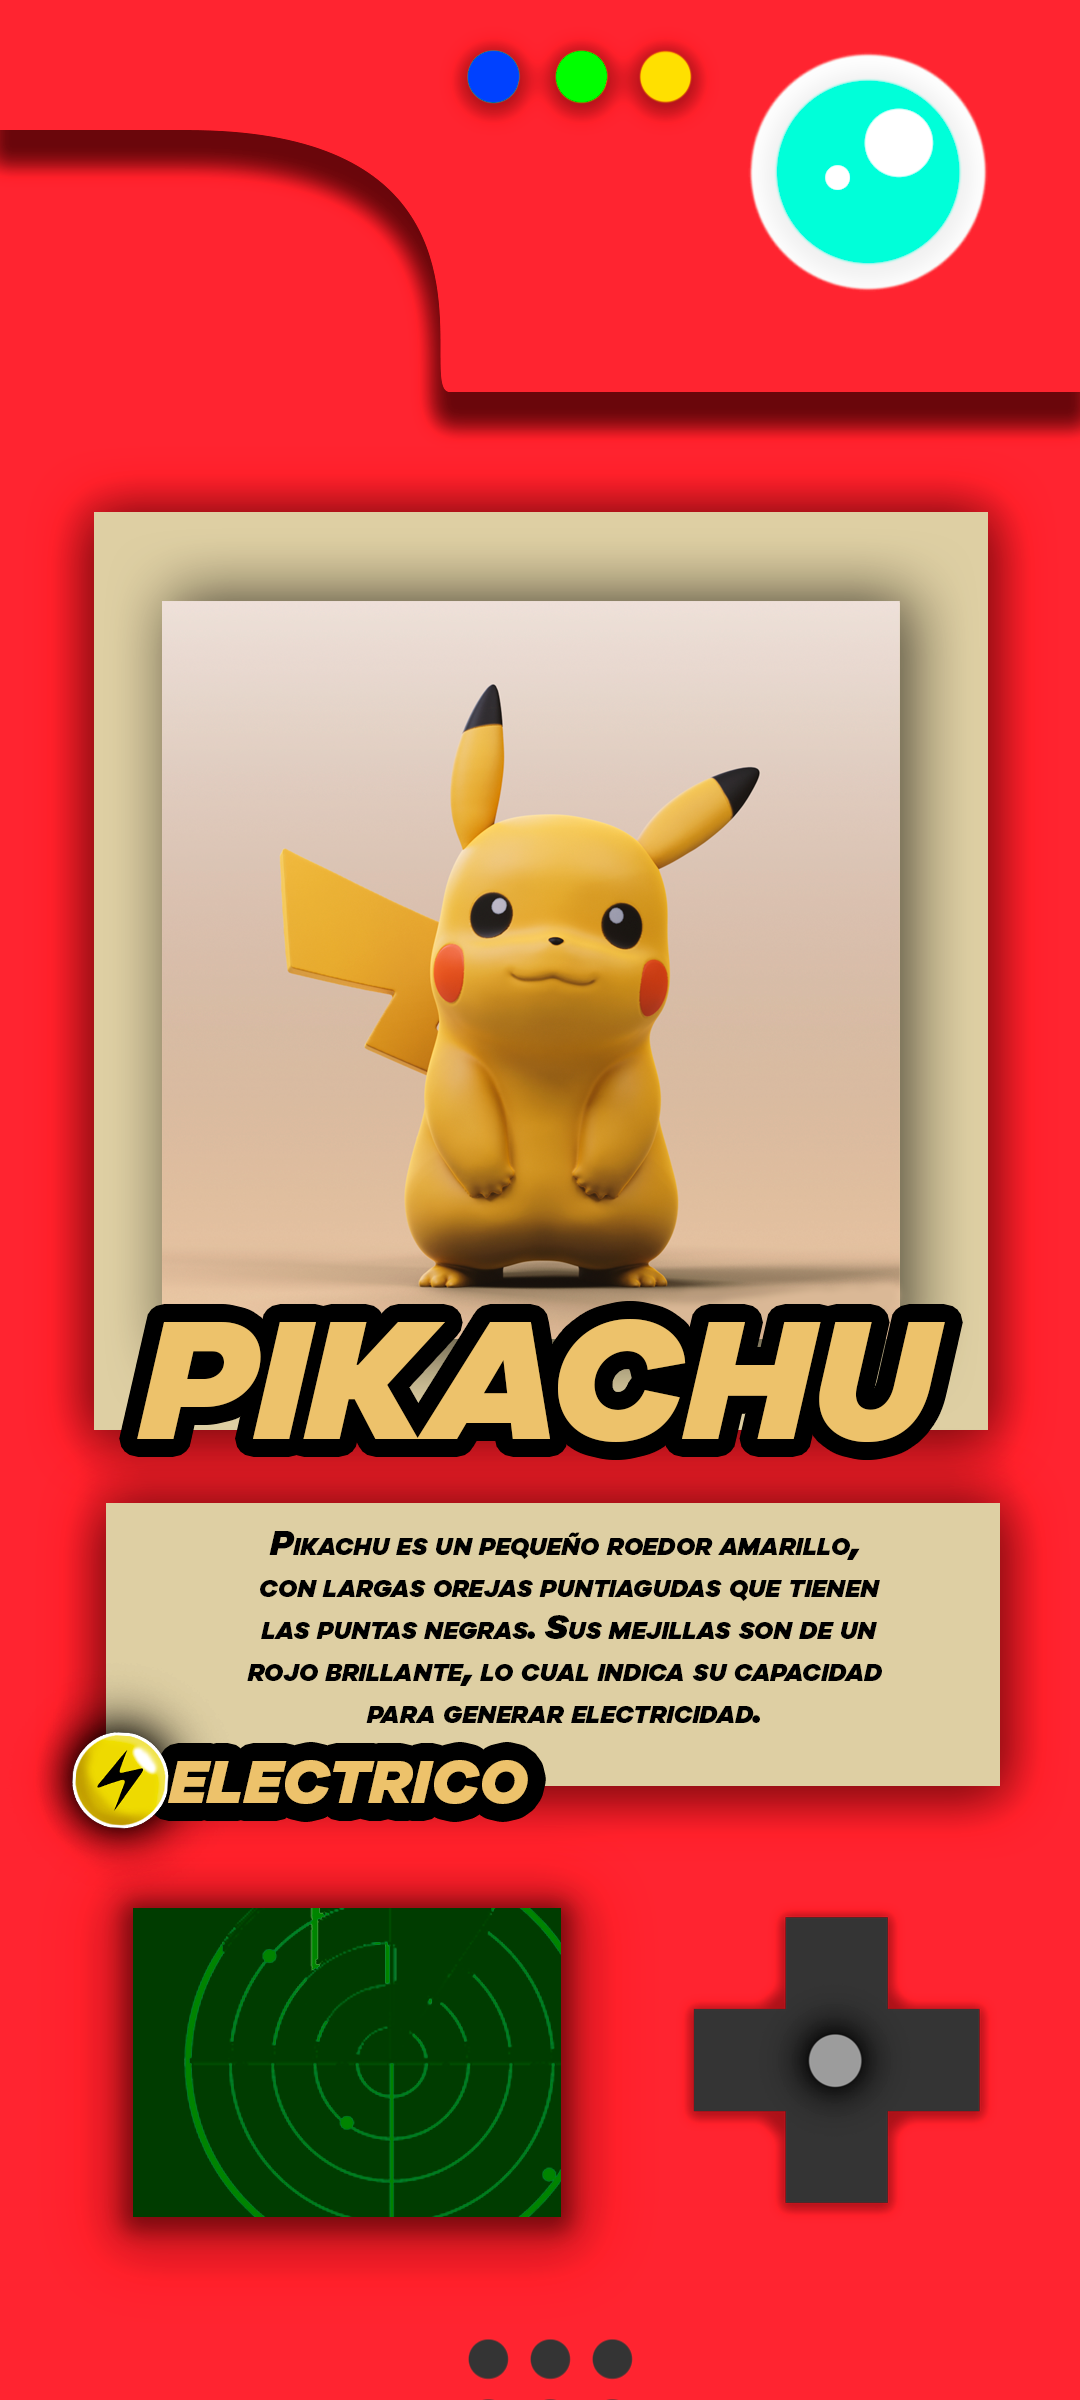 PIKACHU
Pikachu es un pequeño roedor amarillo,
con largas orejas puntiagudas que tienen
las puntas negras. Sus mejillas son de un
rojo brillante, lo cual indica su capacidad
para generar electricidad.
ELECTRICO